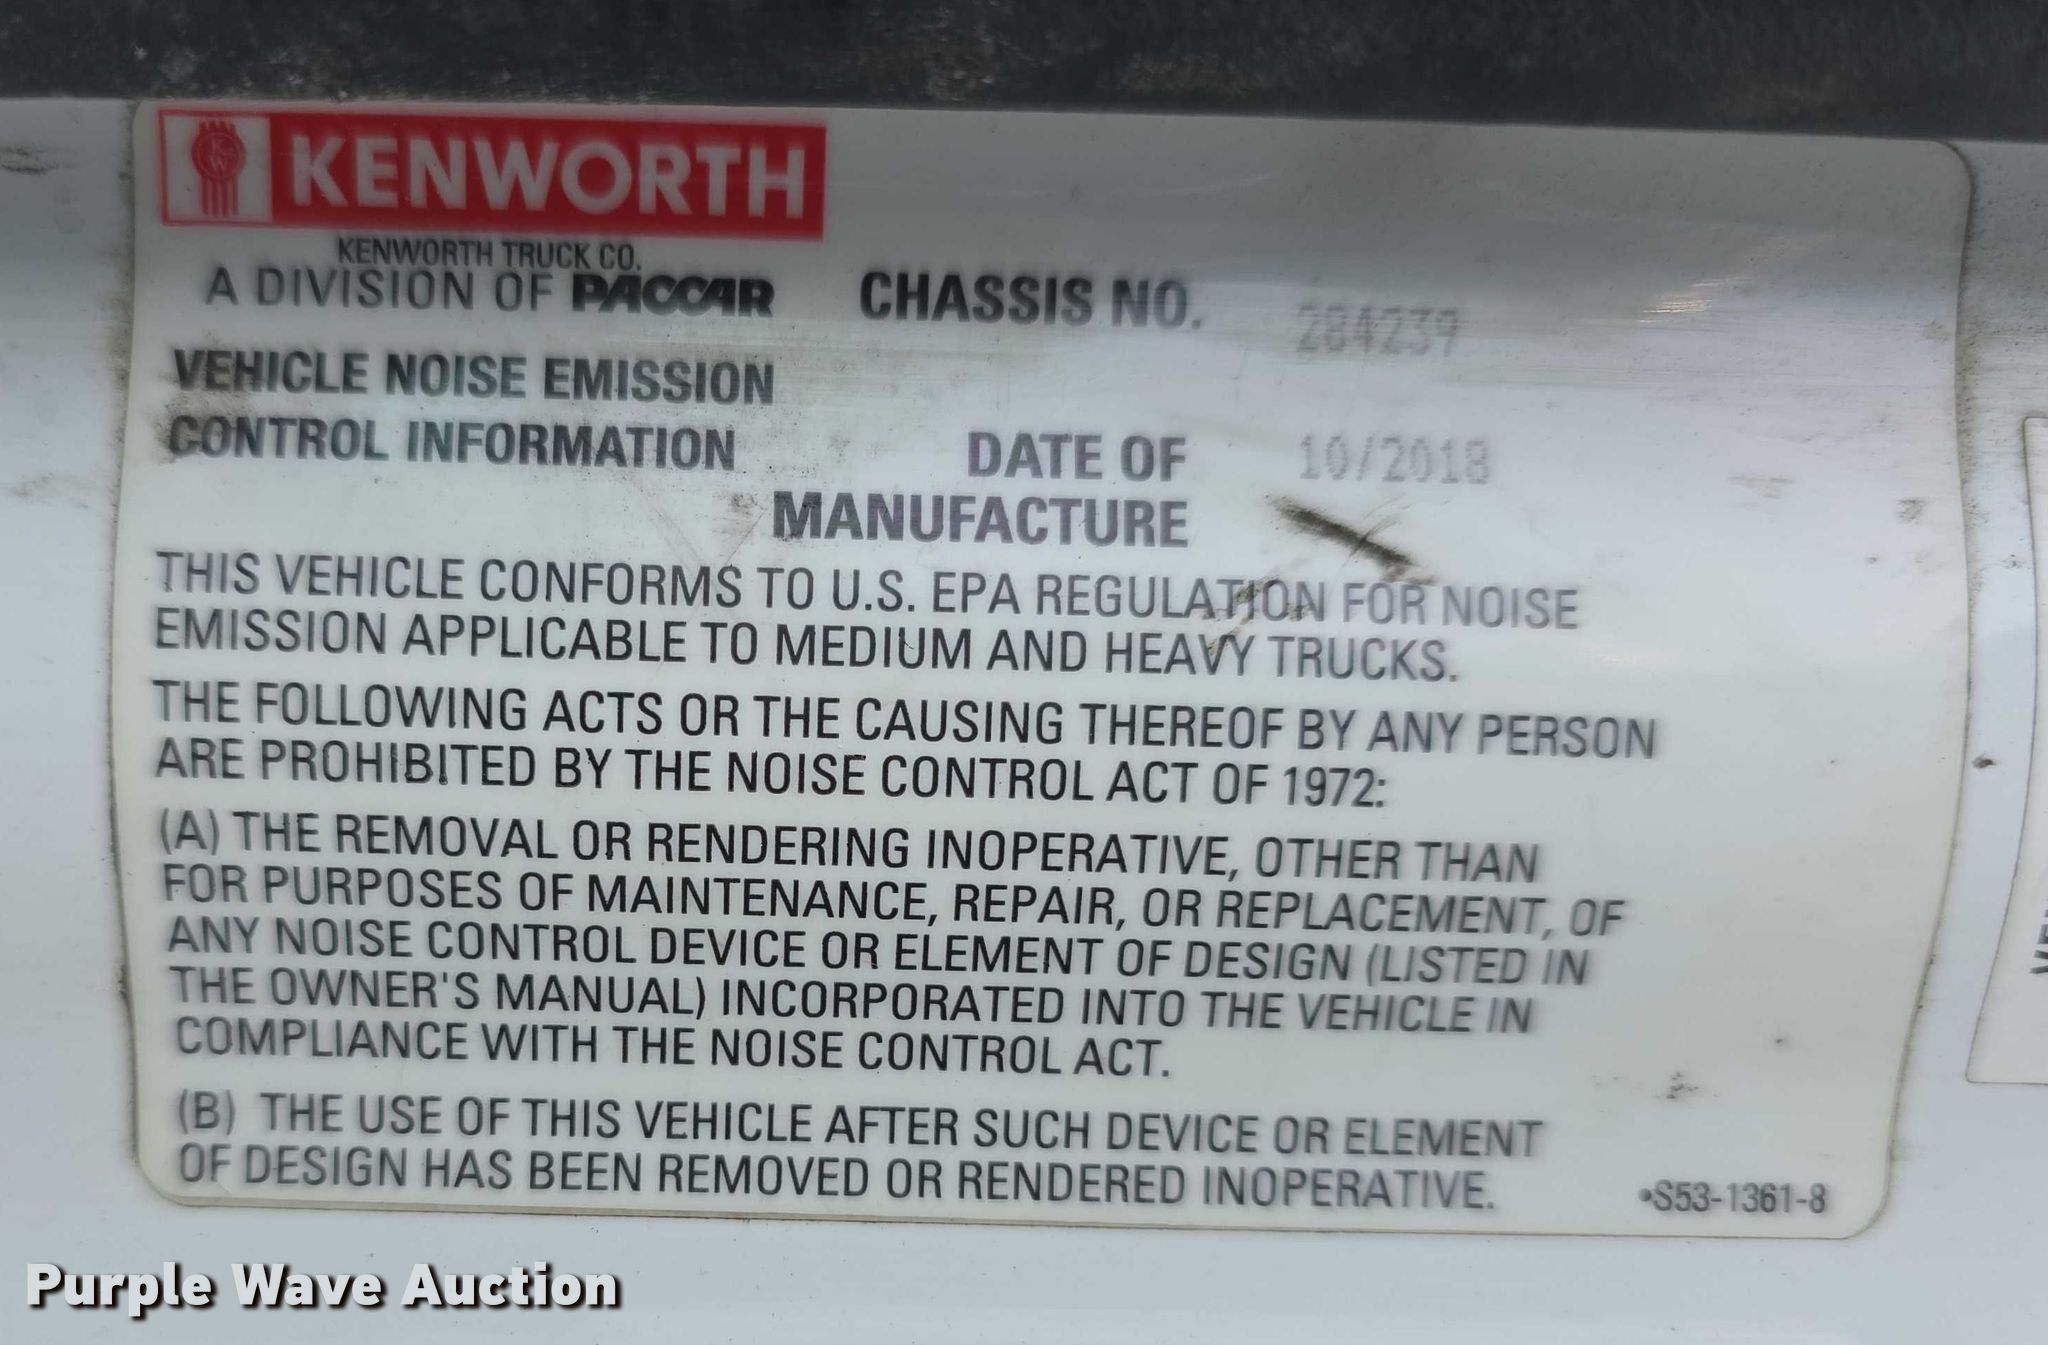 KENWORTH
KENWORTH TRUCK CO.
A DIVISION OF PACCAR
CHASSIS NO. 284239
VEHICLE NOISE EMISSION
CONTROL INFORMATION
DATE OF 10/2018
MANUFACTURE
THIS VEHICLE CONFORMS TO U.S. EPA REGULATION FOR NOISE
EMISSION APPLICABLE TO MEDIUM AND HEAVY TRUCKS.
THE FOLLOWING ACTS OR THE CAUSING THEREOF BY ANY PERSON
ARE PROHIBITED BY THE NOISE CONTROL ACT OF 1972:
(A) THE REMOVAL OR RENDERING INOPERATIVE, OTHER THAN
FOR PURPOSES OF MAINTENANCE, REPAIR, OR REPLACEMENT, OF
ANY NOISE CONTROL DEVICE OR ELEMENT OF DESIGN (LISTED IN
THE OWNER'S MANUAL) INCORPORATED INTO THE VEHICLE IN
COMPLIANCE WITH THE NOISE CONTROL ACT.
(B) THE USE OF THIS VEHICLE AFTER SUCH DEVICE OR ELEMENT
OF DESIGN HAS BEEN REMOVED OR RENDERED INOPERATIVE.
•S53-1361-8
Purple Wave Auction